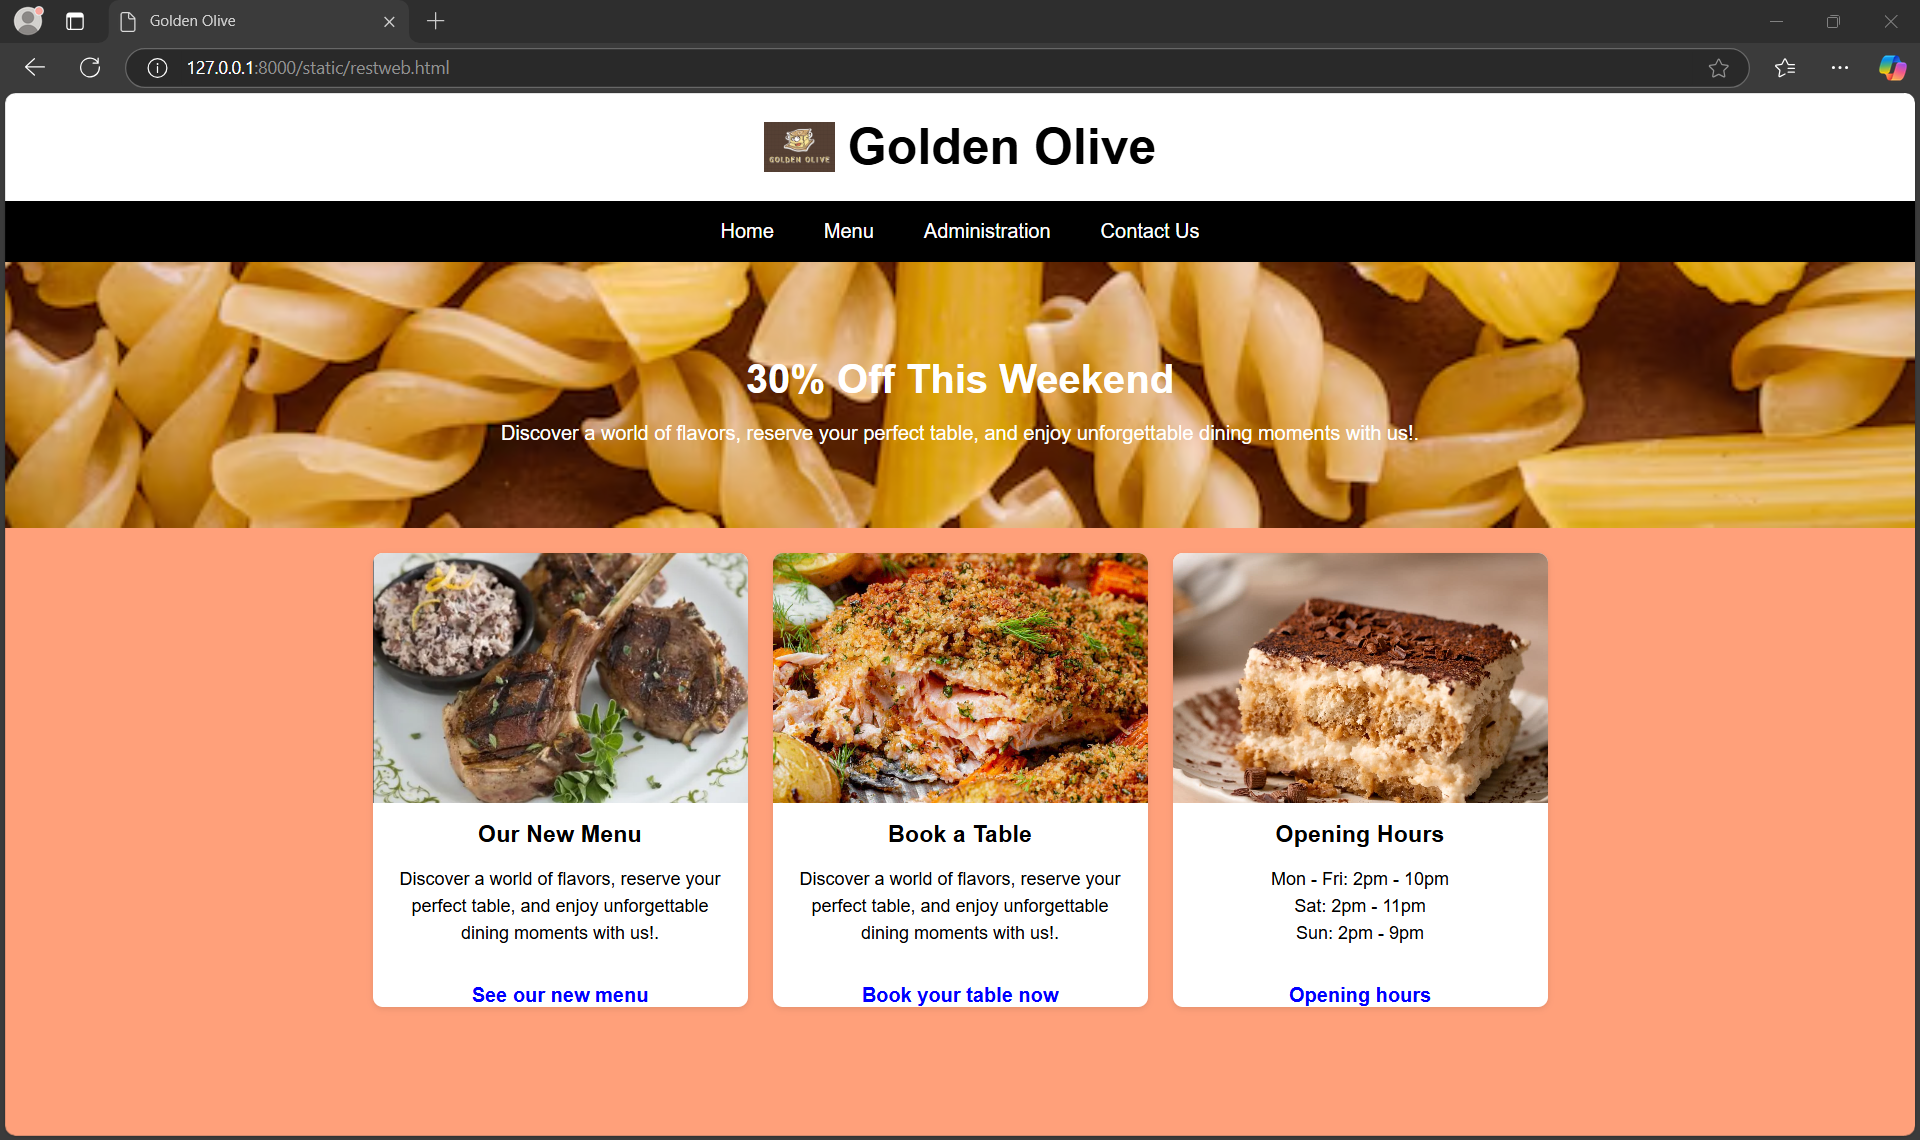 Golden Olive
127.0.0.1:8000/static/restweb.html
GOLDEN OLIVE
Golden Olive
Home Menu Administration Contact Us
30% Off This Weekend
Discover a world of flavors, reserve your perfect table, and enjoy unforgettable dining moments with us!.
Our New Menu
Discover a world of flavors, reserve your
perfect table, and enjoy unforgettable
dining moments with us!.
See our new menu
Book a Table
Discover a world of flavors, reserve your
perfect table, and enjoy unforgettable
dining moments with us!.
Book your table now
Opening Hours
Mon - Fri: 2pm - 10pm
Sat: 2pm - 11pm
Sun: 2pm - 9pm
Opening hours